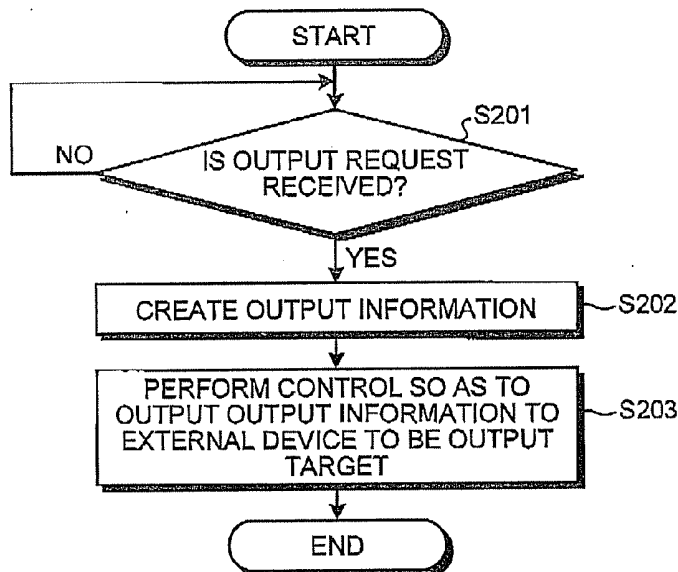 START
S201
NO
IS OUTPUT REQUEST
RECEIVED?
YES
CREATE OUTPUT INFORMATION
S202
PERFORM CONTROL SO AS TO
OUTPUT OUTPUT INFORMATION TO
EXTERNAL DEVICE TO BE OUTPUT
TARGET
S203
END